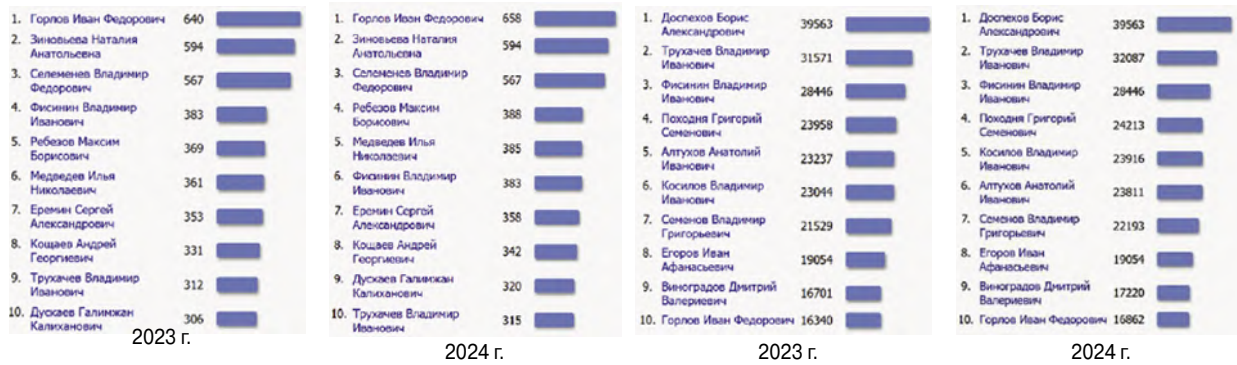 1. Горлов Иван Федорович 640
2. Зиновьева Наталия
Анатольевна 594
3. Селеменев Владимир
Федорович 567
4. Фисинин Владимир
Иванович 383
5. Ребезов Максим
Борисович 369
6. Медведев Илья
Николаевич 361
7. Еремин Сергей
Александрович 353
8. Кощаев Андрей
Георгиевич 331
9. Трухачев Владимир
Иванович 312
10. Дускаев Галимжан
Калиханович 306
2023 г.
1. Горлов Иван Федорович 658
2. Зиновьева Наталия
Анатольевна 594
3. Селеменев Владимир
Федорович 567
4. Ребезов Максим
Борисович 388
5. Медведев Илья
Николаевич 385
6. Фисинин Владимир
Иванович 383
7. Еремин Сергей
Александрович 358
8. Кощаев Андрей
Георгиевич 342
9. Дускаев Галимжан
Калиханович 320
10. Трухачев Владимир
Иванович 315
2024 г.
1. Доспехов Борис
Александрович 39563
2. Трухачев Владимир
Иванович 31571
3. Фисинин Владимир
Иванович 28446
4. Походня Григорий
Семенович 23958
5. Алтухов Анатолий
Иванович 23237
6. Косилов Владимир
Иванович 23044
7. Семенов Владимир
Григорьевич 21529
8. Егоров Иван
Афанасьевич 19054
9. Виноградов Дмитрий
Валериевич 16701
10. Горлов Иван Федорович 16340
2023 г.
1. Доспехов Борис
Александрович 39563
2. Трухачев Владимир
Иванович 32087
3. Фисинин Владимир
Иванович 28446
4. Походня Григорий
Семенович 24213
5. Косилов Владимир
Иванович 23916
6. Алтухов Анатолий
Иванович 23811
7. Семенов Владимир
Григорьевич 22193
8. Егоров Иван
Афанасьевич 19054
9. Виноградов Дмитрий
Валериевич 17220
10. Горлов Иван Федорович 16862
2024 г.